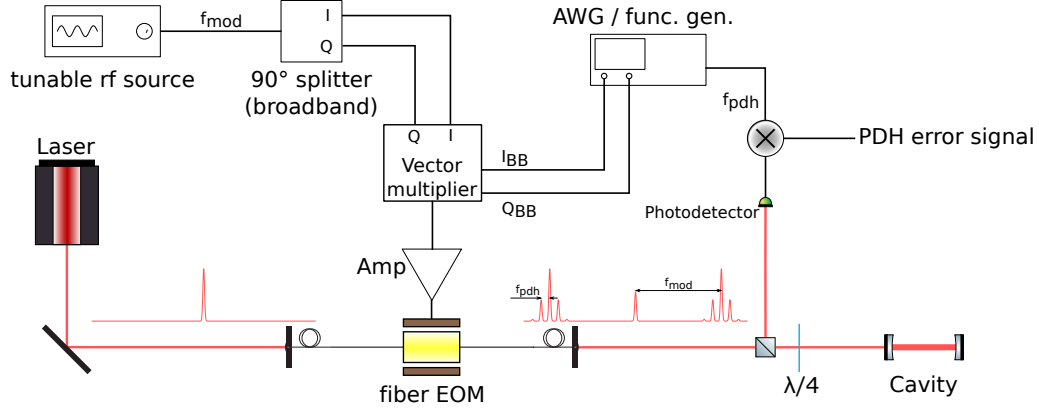 AWG / func. gen.
fmod
I
Q
tunable rf source
90° splitter
(broadband)
fpdh
Q
I
PDH error signal
Laser
IBB
Vector
multiplier
QBB
Photodetector
Amp
fpdh
fmod
fiber EOM
λ/4
Cavity